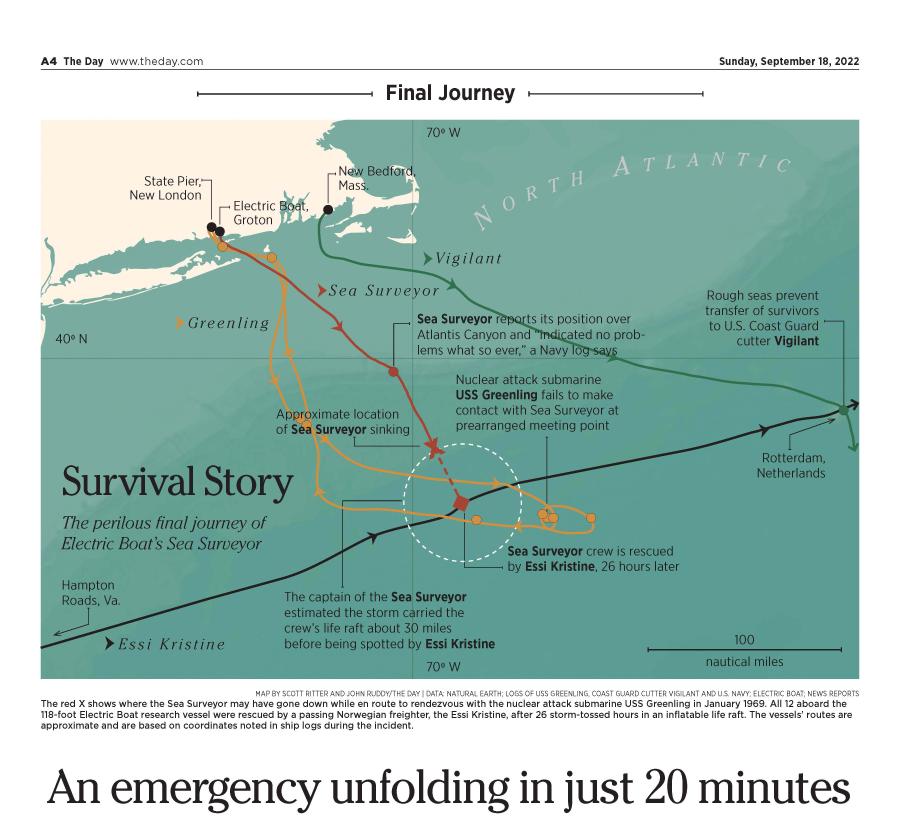 A4 The Day www.theday.com
Sunday, September 18, 2022
Final Journey
70º W
NORTH ATLANTIC
New Bedford,
Mass.
State Pier,
New London
Electric Boat,
Groton
Vigilant
Sea Surveyor
Greenling
Rough seas prevent
transfer of survivors
to U.S. Coast Guard
cutter Vigilant
Sea Surveyor reports its position over
Atlantic Canyon and “indicated no prob-
lems what so ever,” a Navy log says
40º N
Nuclear attack submarine
USS Greenling fails to make
contact with Sea Surveyor at
prearranged meeting point
Approximate location
of Sea Surveyor sinking
Rotterdam,
Netherlands
Survival Story
The perilous final journey of
Electric Boat’s Sea Surveyor
Sea Surveyor crew is rescued
by Essi Kristine, 26 hours later
Hampton
Roads, Va.
The captain of the Sea Surveyor
estimated the storm carried the
crew’s life raft about 30 miles
before being spotted by Essi Kristine
Essi Kristine
100
nautical miles
70º W
MAP BY SCOTT RITTER AND JOHN RUDDY/THE DAY | DATA: NATURAL EARTH; LOGS OF USS GREENLING, COAST GUARD CUTTER VIGILANT AND U.S. NAVY; ELECTRIC BOAT; NEWS REPORTS
The red X shows where the Sea Surveyor may have gone down while en route to rendezvous with the nuclear attack submarine USS Greenling in January 1969. All 12 aboard the
118-foot Electric Boat research vessel were rescued by a passing Norwegian freighter, the Essi Kristine, after 26 storm-tossed hours in an inflatable life raft. The vessels’ routes are
approximate and are based on coordinates noted in ship logs during the incident.
An emergency unfolding in just 20 minutes